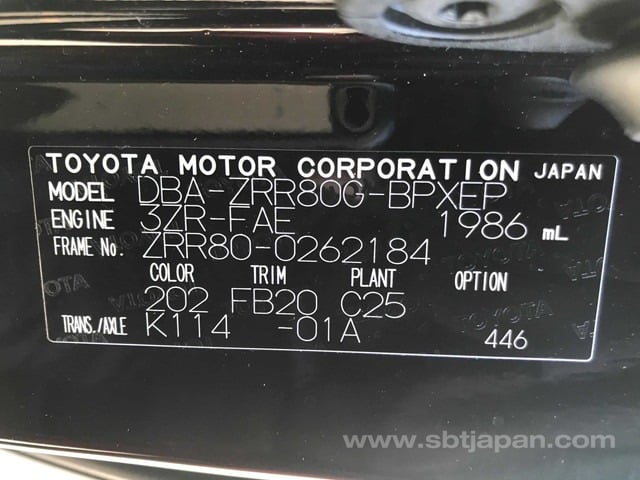 TOYOTA MOTOR CORPORATION JAPAN
MODEL DBA-ZRR80G-BPXEP
ENGINE 3ZR-FAE 1986 mL
FRAME No. ZRR80-0262184
COLOR TRIM PLANT OPTION
202 FB20 C25
TRANS./AXLE K114 -01A 446
www.sbtjapan.com